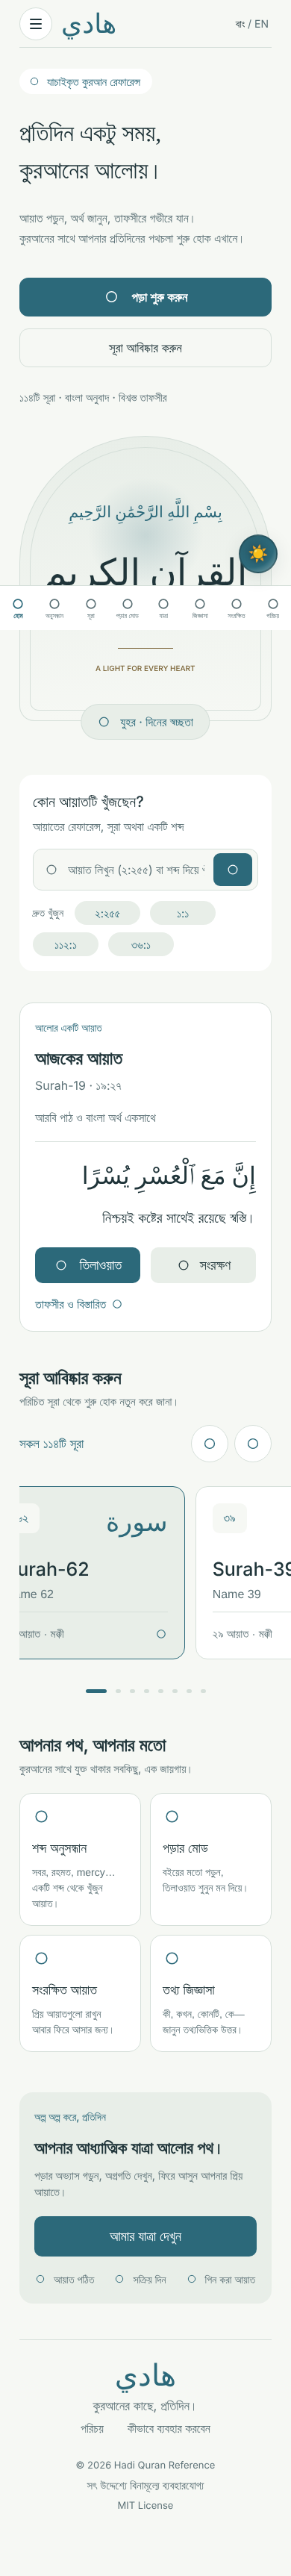 هادي
বাং / EN
যাচাইকৃত কুরআন রেফারেন্স
প্রতিদিন একটু সময়,
কুরআনের আলোয়।
আয়াত পড়ুন, অর্থ জানুন, তাফসীরে গভীরে যান।
কুরআনের সাথে আপনার প্রতিদিনের পথচলা শুরু হোক এখানে।
পড়া শুরু করুন
সূরা আবিষ্কার করুন
১১৪টি সূরা · বাংলা অনুবাদ · বিশ্বস্ত তাফসীর
بِسْمِ اللَّهِ الرَّحْمَٰنِ الرَّحِيمِ
القرآن الكريم
হোম
অনুসন্ধান
সূরা
পড়ার মোড
যাত্রা
জিজ্ঞাসা
সংরক্ষিত
পরিচয়
A LIGHT FOR EVERY HEART
যুহর · দিনের স্বচ্ছতা
কোন আয়াতটি খুঁজছেন?
আয়াতের রেফারেন্স, সূরা অথবা একটি শব্দ
আয়াত লিখুন (২:২৫৫) বা শব্দ দিয়ে
দ্রুত খুঁজুন
২:২৫৫
১:১
১১২:১
৩৬:১
আলোর একটি আয়াত
আজকের আয়াত
Surah-19 · ১৯:২৭
আরবি পাঠ ও বাংলা অর্থ একসাথে
إِنَّ مَعَ ٱلْعُسْرِ يُسْرًا
নিশ্চয়ই কষ্টের সাথেই রয়েছে স্বস্তি।
তিলাওয়াত
সংরক্ষণ
তাফসীর ও বিস্তারিত
সূরা আবিষ্কার করুন
পরিচিত সূরা থেকে শুরু হোক নতুন করে জানা।
সকল ১১৪টি সূরা
سورة
৩৯
urah-62
Surah-39
ame 62
Name 39
আয়াত · মক্কী
২৯ আয়াত · মক্কী
আপনার পথ, আপনার মতো
কুরআনের সাথে যুক্ত থাকার সবকিছু, এক জায়গায়।
শব্দ অনুসন্ধান
সবর, রহমত, mercy…
একটি শব্দ থেকে খুঁজুন
আয়াত।
পড়ার মোড
বইয়ের মতো পড়ুন,
তিলাওয়াত শুনুন মন দিয়ে।
সংরক্ষিত আয়াত
প্রিয় আয়াতগুলো রাখুন
আবার ফিরে আসার জন্য।
তথ্য জিজ্ঞাসা
কী, কখন, কোনটি, কে—
জানুন তথ্যভিত্তিক উত্তর।
অল্প অল্প করে, প্রতিদিন
আপনার আধ্যাত্মিক যাত্রা আলোর পথ।
পড়ার অভ্যাস গড়ুন, অগ্রগতি দেখুন, ফিরে আসুন আপনার প্রিয়
আয়াতে।
আমার যাত্রা দেখুন
আয়াত পঠিত
সক্রিয় দিন
পিন করা আয়াত
هادي
কুরআনের কাছে, প্রতিদিন।
পরিচয়
কীভাবে ব্যবহার করবেন
© 2026 Hadi Quran Reference
সৎ উদ্দেশ্যে বিনামূল্যে ব্যবহারযোগ্য
MIT License